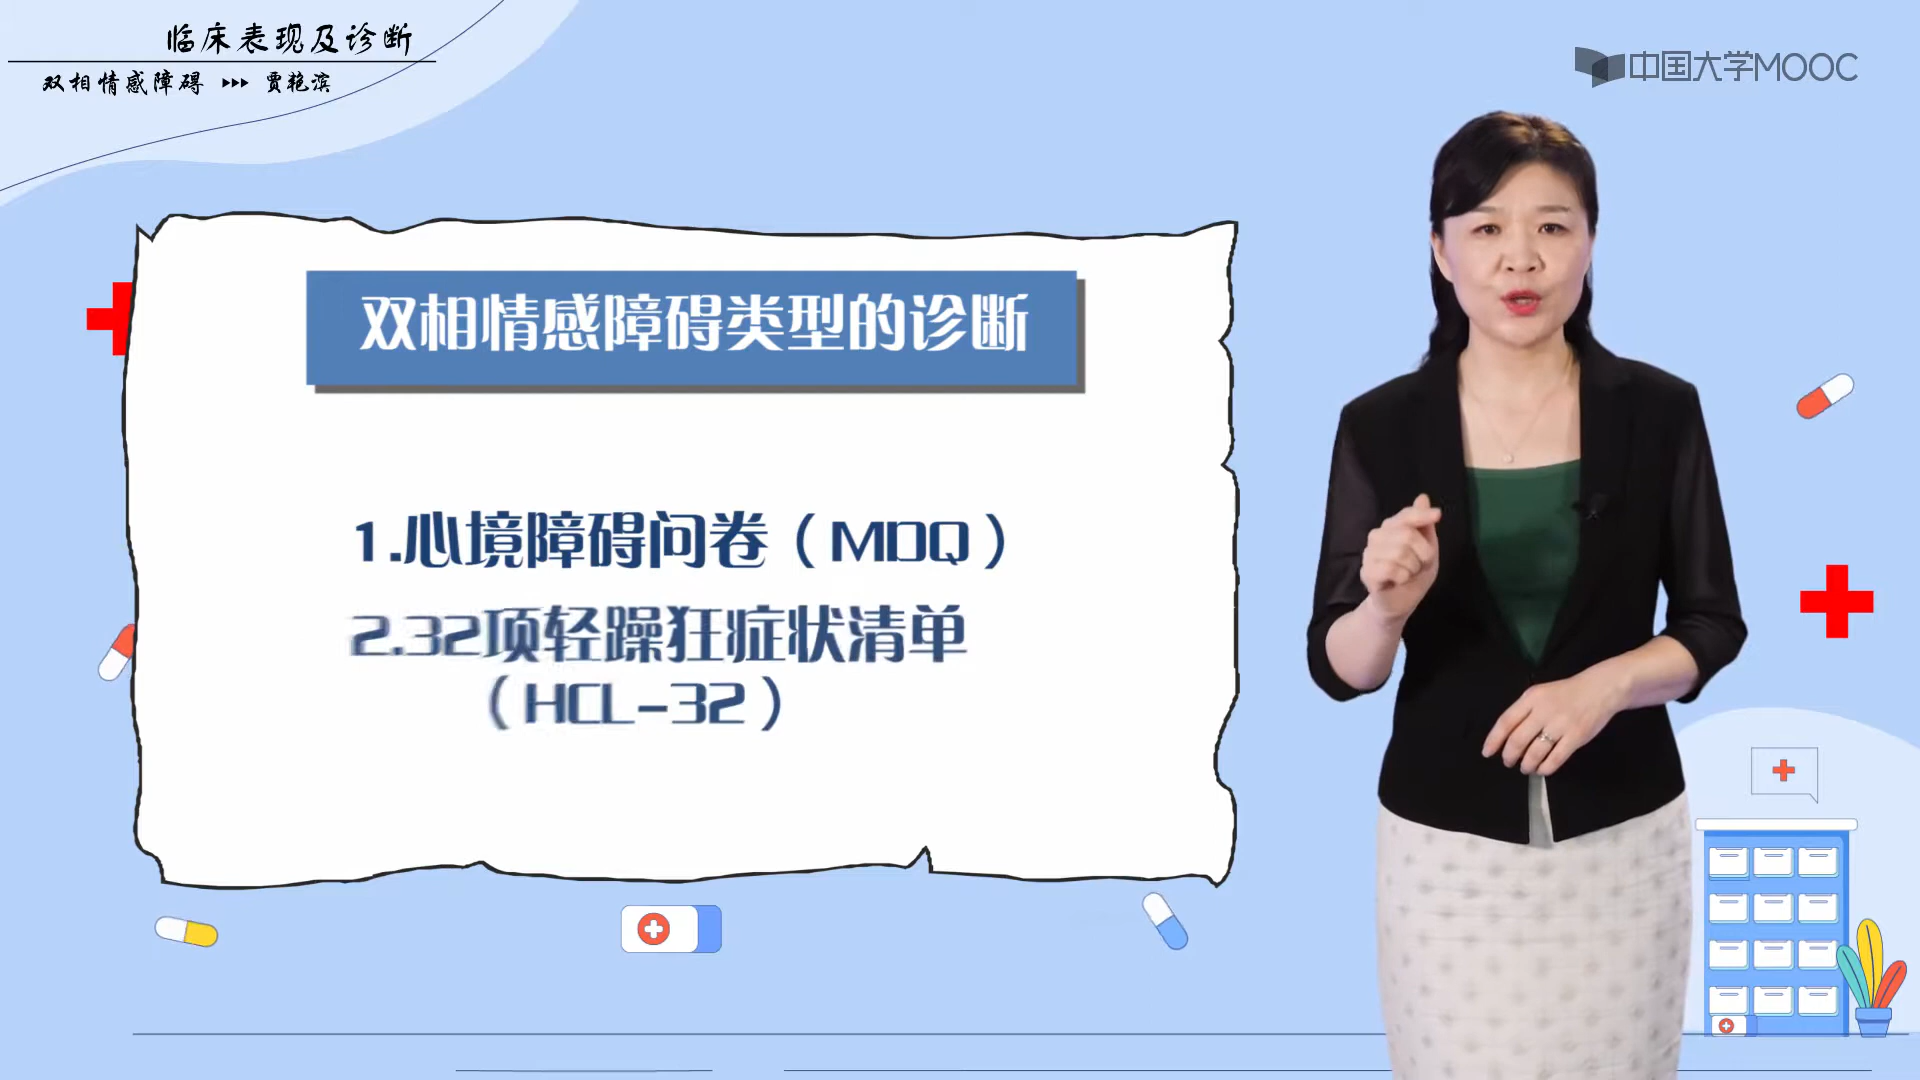 临床表现及诊断
双相情感障碍 ▸▸▸ 贾艳滨
中国大学MOOC
双相情感障碍类型的诊断
1.心境障碍问卷（MDQ）
2.32项轻躁狂症状清单
（HCL-32）